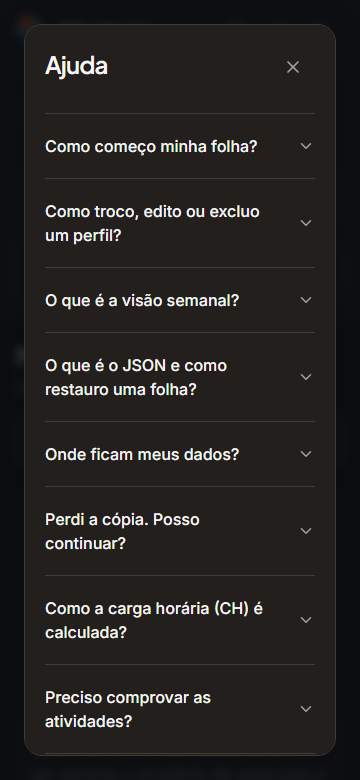 Ajuda
Como começo minha folha?
Como troco, edito ou excluo
um perfil?
O que é a visão semanal?
O que é o JSON e como
restauro uma folha?
Onde ficam meus dados?
Perdi a cópia. Posso
continuar?
Como a carga horária (CH) é
calculada?
Preciso comprovar as
atividades?